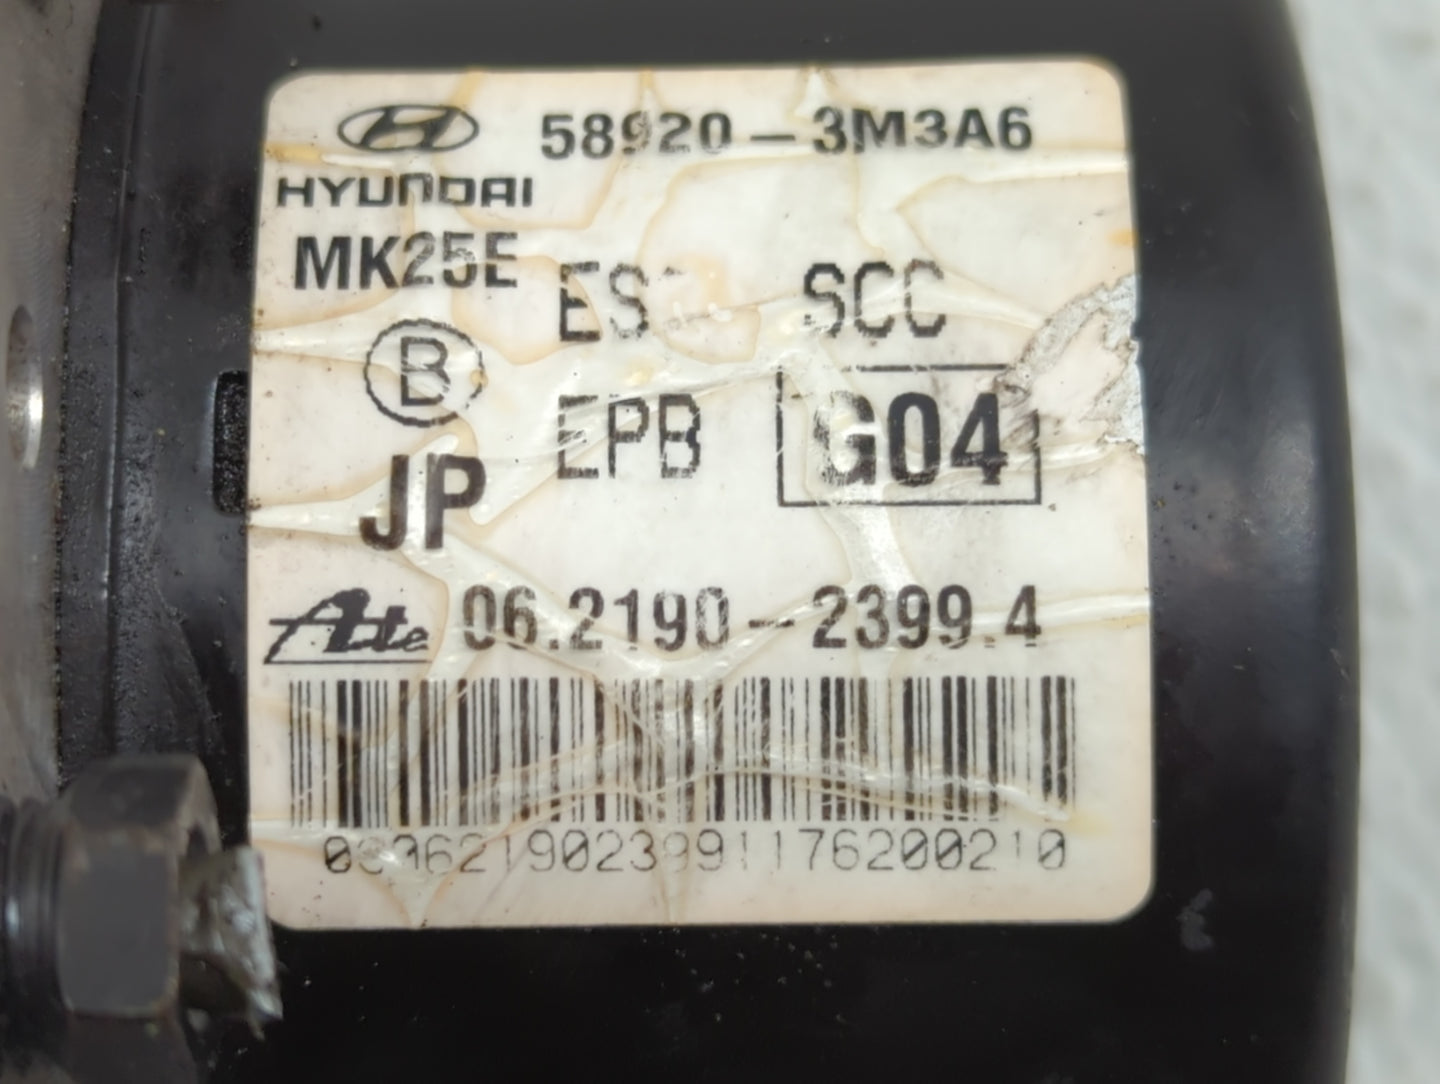 58920-3M3A6
HYUNDAI
MK25E
SCC
B
EPB
G04
JP
Ate 06.2190-2399.4